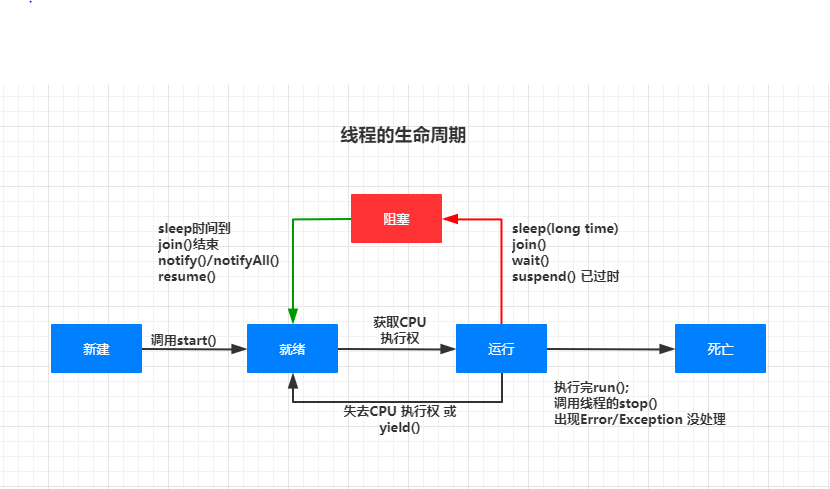 线程的生命周期
阻塞
sleep时间到
join()结束
notify()/notifyAll()
resume()
sleep(long time)
join()
wait()
suspend() 已过时
新建
调用start()
就绪
获取CPU
执行权
运行
死亡
失去CPU 执行权 或
yield()
执行完run();
调用线程的stop()
出现Error/Exception 没处理